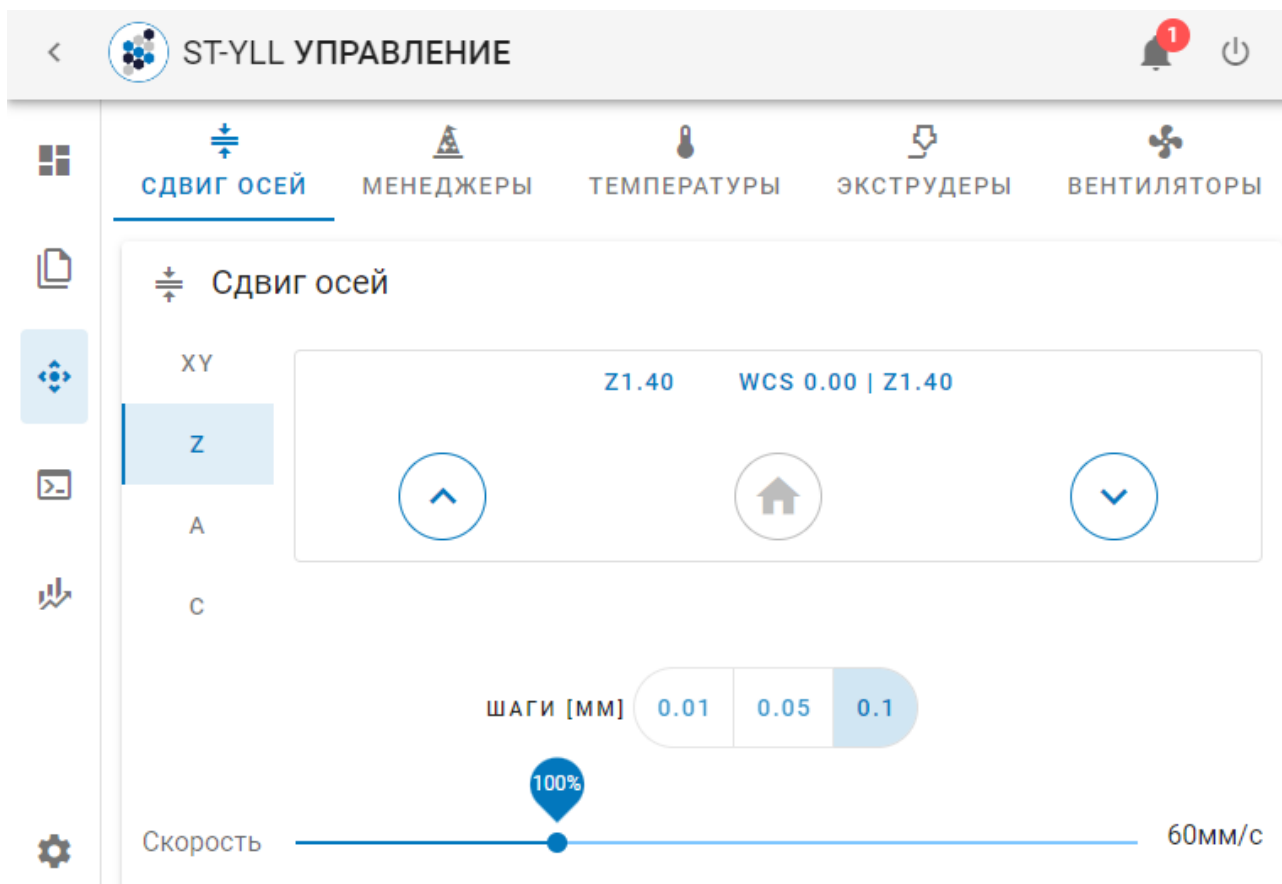 ST-YLL УПРАВЛЕНИЕ 1
СДВИГ ОСЕЙ МЕНЕДЖЕРЫ ТЕМПЕРАТУРЫ ЭКСТРУДЕРЫ ВЕНТИЛЯТОРЫ
Сдвиг осей
XY
Z1.40 WCS 0.00 | Z1.40
Z
A
C
ШАГИ [ММ] 0.01 0.05 0.1
100%
Скорость 60мм/с